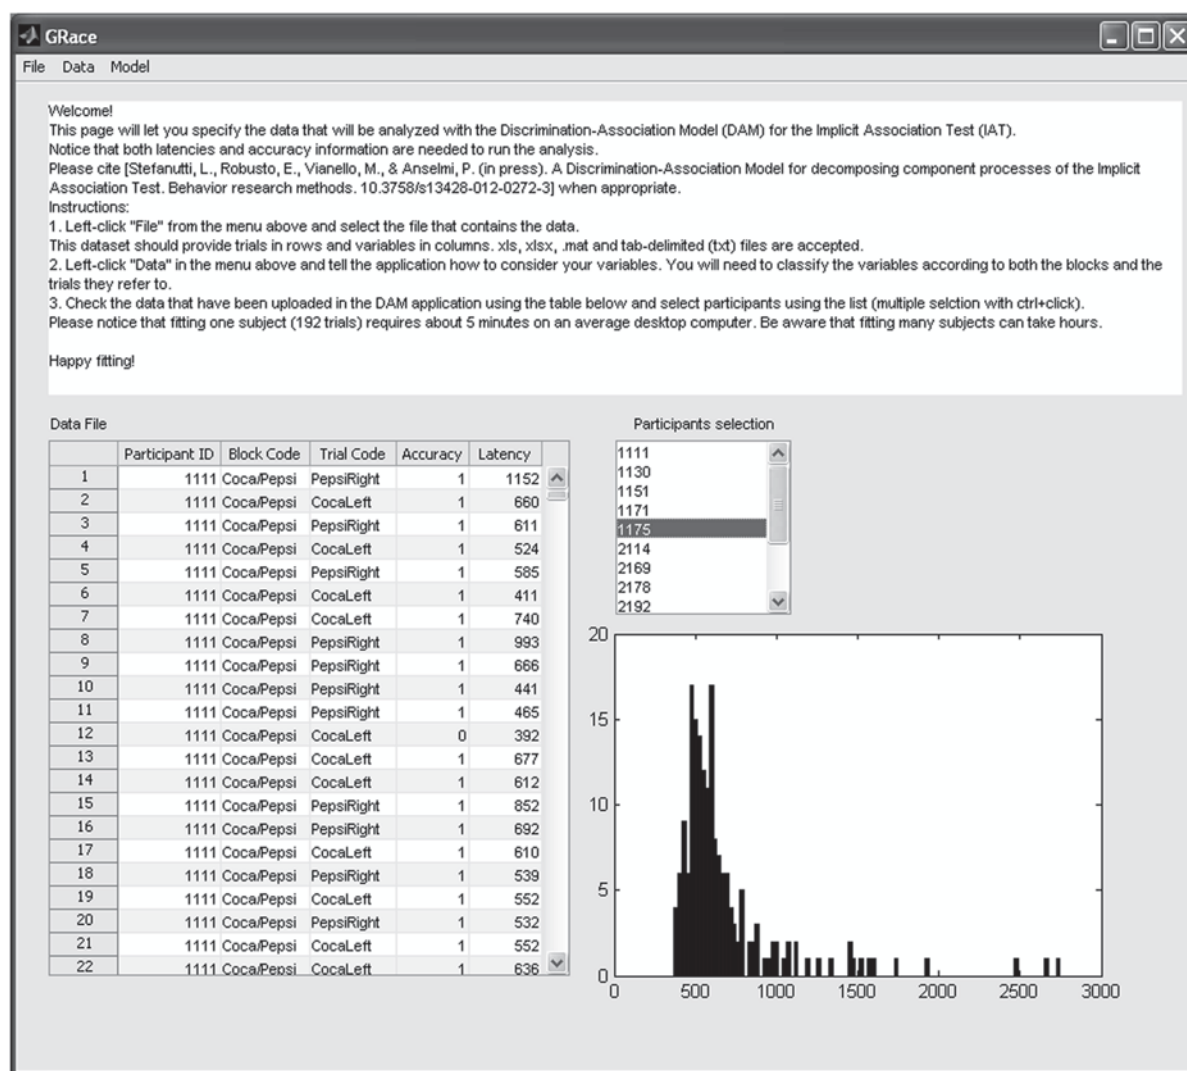 GRace
File Data Model
Welcome!
This page will let you specify the data that will be analyzed with the Discrimination-Association Model (DAM) for the Implicit Association Test (IAT).
Notice that both latencies and accuracy information are needed to run the analysis.
Please cite [Stefanutti, L., Robusto, E., Vianello, M., & Anselmi, P. (in press). A Discrimination-Association Model for decomposing component processes of the Implicit
Association Test. Behavior research methods. 10.3758/s13428-012-0272-3] when appropriate.
Instructions:
1. Left-click "File" from the menu above and select the file that contains the data.
This dataset should provide trials in rows and variables in columns. xls, xlsx, .mat and tab-delimited (txt) files are accepted.
2. Left-click "Data" in the menu above and tell the application how to consider your variables. You will need to classify the variables according to both the blocks and the
trials they refer to.
3. Check the data that have been uploaded in the DAM application using the table below and select participants using the list (multiple selction with ctrl+click).
Please notice that fitting one subject (192 trials) requires about 5 minutes on an average desktop computer. Be aware that fitting many subjects can take hours.
Happy fitting!
Data File
Participant ID Block Code Trial Code Accuracy Latency
1 1111 Coca/Pepsi PepsiRight 1 1152
2 1111 Coca/Pepsi CocaLeft 1 660
3 1111 Coca/Pepsi PepsiRight 1 611
4 1111 Coca/Pepsi CocaLeft 1 524
5 1111 Coca/Pepsi PepsiRight 1 585
6 1111 Coca/Pepsi CocaLeft 1 411
7 1111 Coca/Pepsi CocaLeft 1 740
8 1111 Coca/Pepsi PepsiRight 1 993
9 1111 Coca/Pepsi PepsiRight 1 666
10 1111 Coca/Pepsi PepsiRight 1 441
11 1111 Coca/Pepsi PepsiRight 1 465
12 1111 Coca/Pepsi CocaLeft 0 392
13 1111 Coca/Pepsi CocaLeft 1 677
14 1111 Coca/Pepsi CocaLeft 1 612
15 1111 Coca/Pepsi PepsiRight 1 852
16 1111 Coca/Pepsi PepsiRight 1 692
17 1111 Coca/Pepsi CocaLeft 1 610
18 1111 Coca/Pepsi PepsiRight 1 539
19 1111 Coca/Pepsi CocaLeft 1 552
20 1111 Coca/Pepsi PepsiRight 1 532
21 1111 Coca/Pepsi CocaLeft 1 552
22 1111 Coca/Pepsi CocaLeft 1 636
Participants selection
1111
1130
1151
1171
1175
2114
2169
2178
2192
20
15
10
5
0
0 500 1000 1500 2000 2500 3000